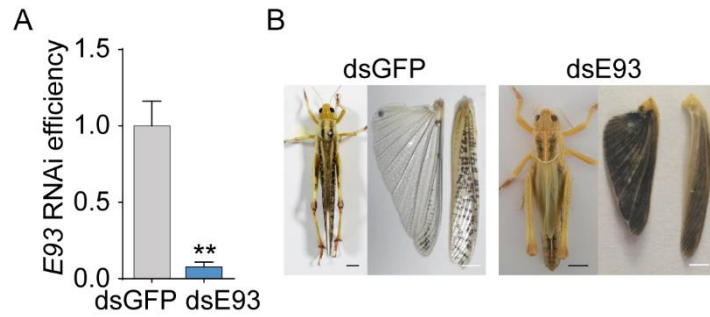 A
E93 RNAi efficiency
1.5
1.0
0.5
0.0
**
dsGFP dsE93
B
dsGFP dsE93